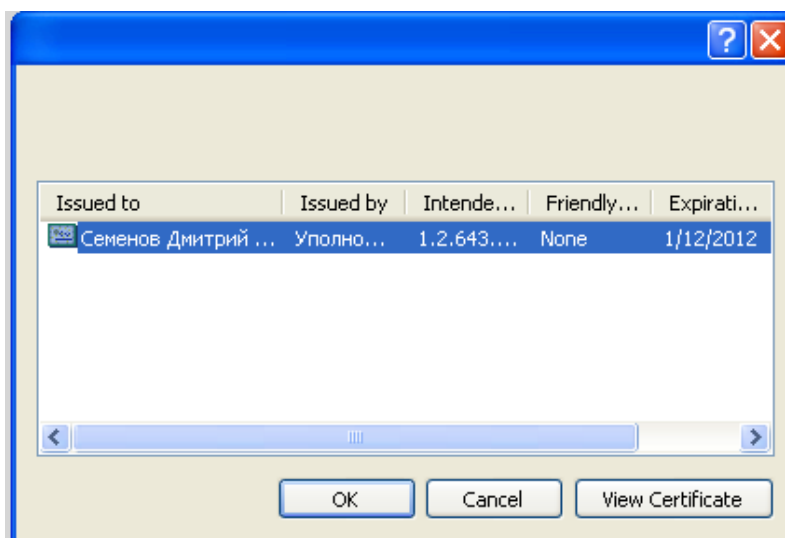 Issued to Issued by Intende... Friendly... Expirati...
Семенов Дмитрий ... Уполно... 1.2.643.... None 1/12/2012
OK Cancel View Certificate